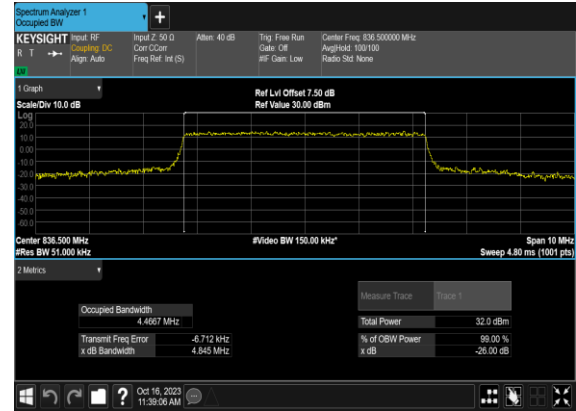 Spectrum Analyzer 1
Occupied BW
+
KEYSIGHT Input: RF Input Z: 50 Ω Atten: 40 dB Trig: Free Run Center Freq: 836.500000 MHz
R T Coupling: DC Corr CCorr Gate: Off Avg|Hold: 100/100
Align: Auto Freq Ref: Int (S) #IF Gain: Low Radio Std: None
LV
1 Graph
Scale/Div 10.0 dB
Ref Lvl Offset 7.50 dB
Ref Value 30.00 dBm
Log
20.0
10.0
0.00
-10.0
-20.0
-30.0
-40.0
-50.0
-60.0
Center 836.500 MHz #Video BW 150.00 kHz* Span 10 MHz
#Res BW 51.000 kHz Sweep 4.80 ms (1001 pts)
2 Metrics
Measure Trace Trace 1
Occupied Bandwidth
4.4667 MHz
Total Power 32.0 dBm
Transmit Freq Error -6.712 kHz % of OBW Power 99.00 %
x dB Bandwidth 4.845 MHz x dB -26.00 dB
?
Oct 16, 2023
11:39:06 AM